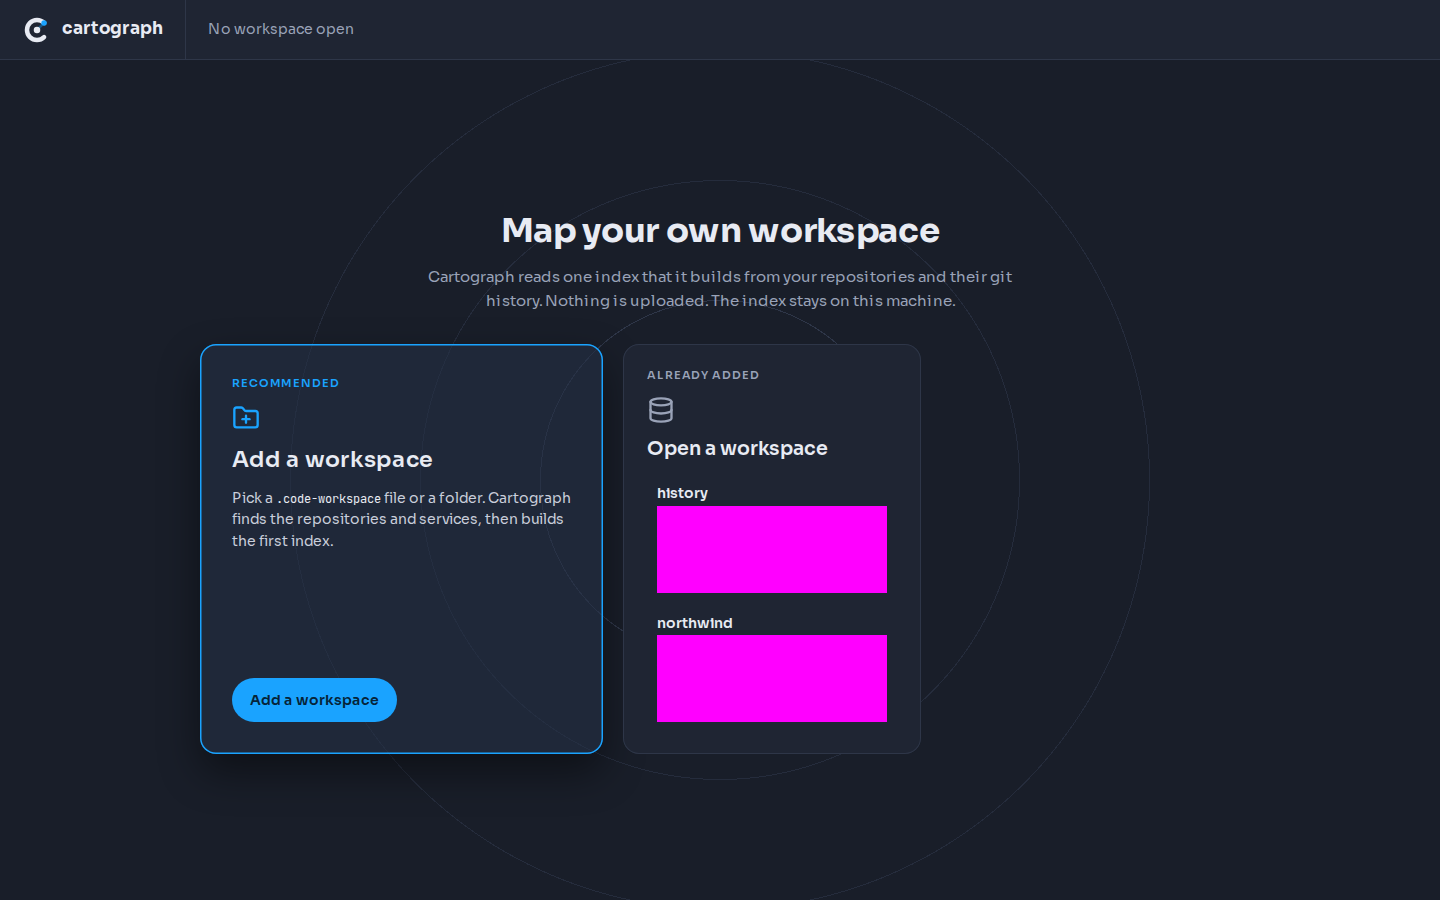 cartograph
No workspace open
Map your own workspace
Cartograph reads one index that it builds from your repositories and their git
history. Nothing is uploaded. The index stays on this machine.
RECOMMENDED
Add a workspace
Pick a .code-workspace file or a folder. Cartograph
finds the repositories and services, then builds
the first index.
Add a workspace
ALREADY ADDED
Open a workspace
history
northwind